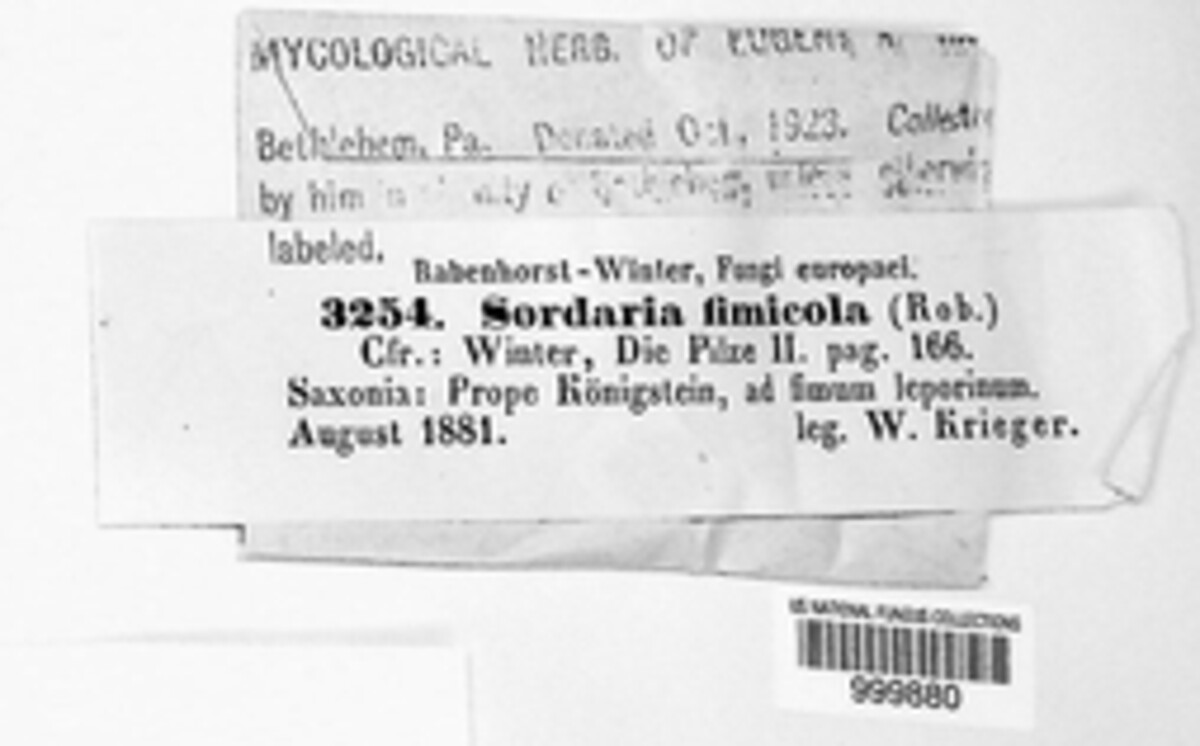 MYCOLOGICAL HERB. OF EUGENE A.
Bethlehem, Pa. Donated Oct., 1923.
by him
labeled.
Rabenhorst-Winter, Fungi europaei.
3254. Sordaria fimicola (Rob.)
Cfr.: Winter, Die Pilze II. pag. 166.
Saxonia: Prope Königstein, ad fimum leporinum.
August 1881. leg. W. Krieger.
US NATIONAL FUNGUS COLLECTIONS
999880